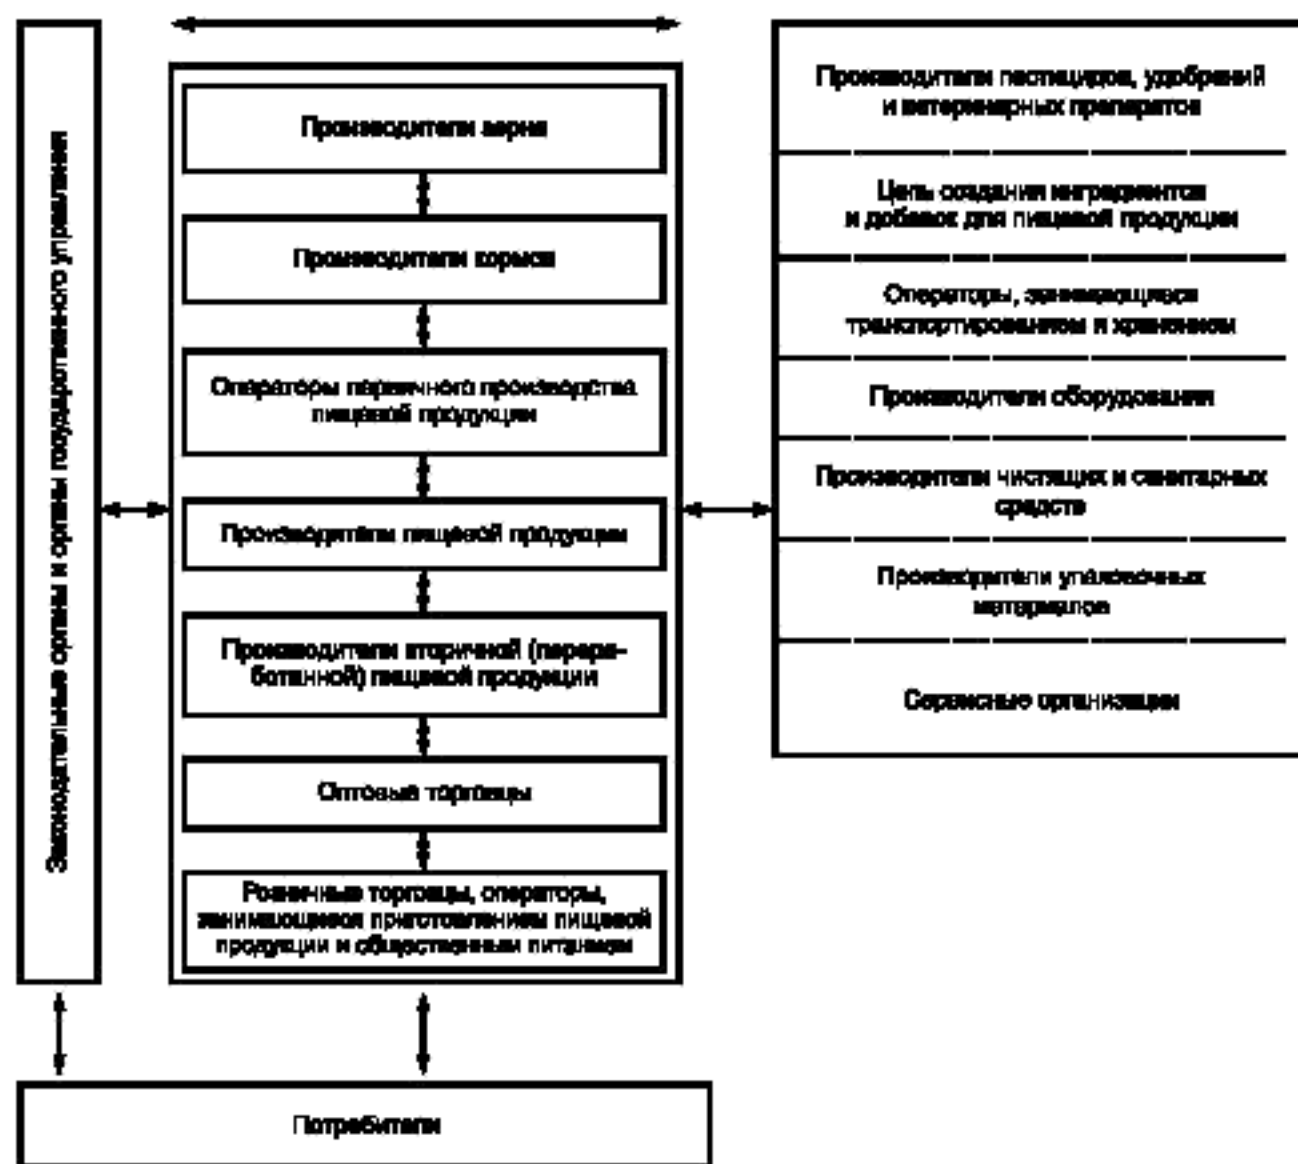 Законодательные органы и органы государственного управления
Производители зерна
Производители кормов
Операторы первичного производства
пищевой продукции
Производители пищевой продукции
Производители вторичной (перера-
ботанной) пищевой продукции
Оптовые торговцы
Розничные торговцы, операторы,
занимающиеся приготовлением пищевой
продукции и общественным питанием
Потребители
Производители пестицидов, удобрений
и ветеринарных препаратов
Цепь создания ингредиентов
и добавок для пищевой продукции
Операторы, занимающиеся
транспортированием и хранением
Производители оборудования
Производители чистящих и санитарных
средств
Производители упаковочных
материалов
Сервисные организации